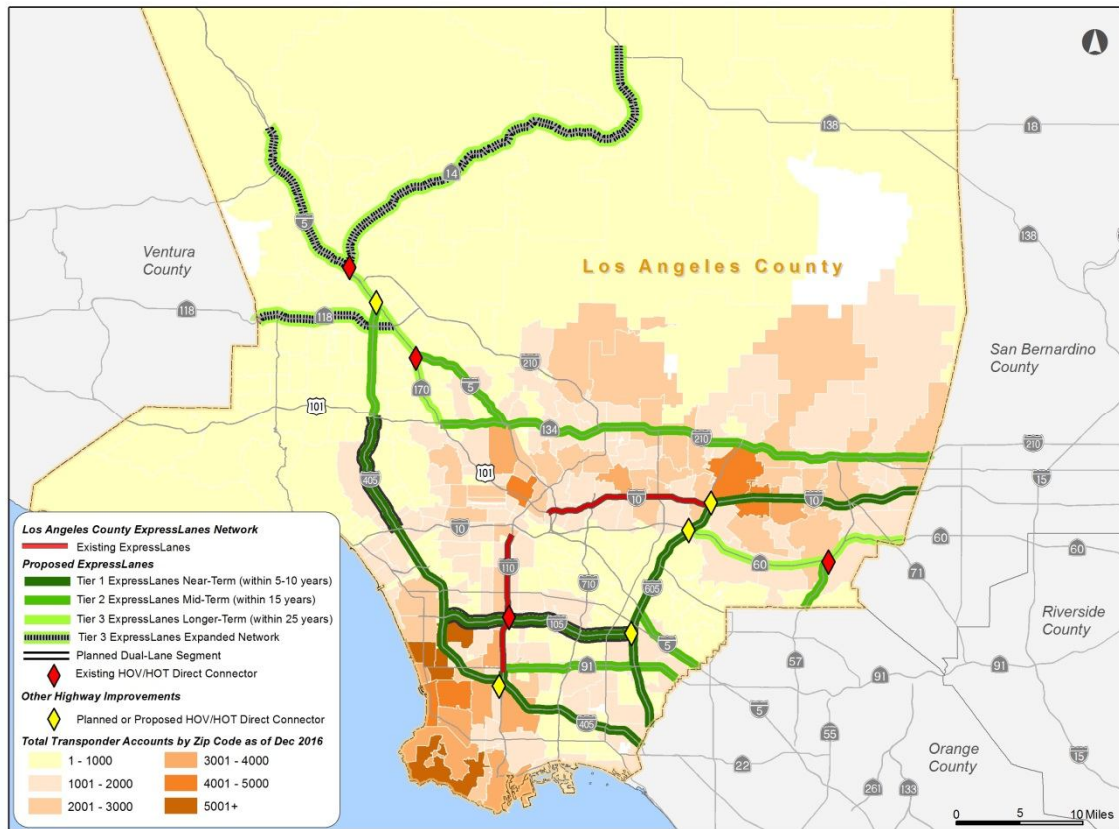 138
18
14
5
138
Ventura
County
Los Angeles County
118
118
San Bernardino
County
210
170
5
101
134
210
210
15
101
405
10
10
10
60
60
110
710
605
60
71
105
Riverside
County
5
57
91
91
91
5
405
55
22
Orange
County
15
261
133
0 5 10 Miles
Los Angeles County ExpressLanes Network
Existing ExpressLanes
Proposed ExpressLanes
Tier 1 ExpressLanes Near-Term (within 5-10 years)
Tier 2 ExpressLanes Mid-Term (within 15 years)
Tier 3 ExpressLanes Longer-Term (within 25 years)
Tier 3 ExpressLanes Expanded Network
Planned Dual-Lane Segment
Existing HOV/HOT Direct Connector
Other Highway Improvements
Planned or Proposed HOV/HOT Direct Connector
Total Transponder Accounts by Zip Code as of Dec 2016
1 - 1000
3001 - 4000
1001 - 2000
4001 - 5000
2001 - 3000
5001+